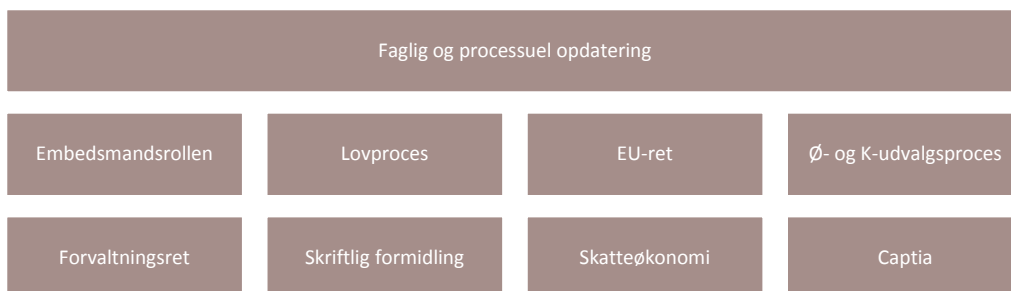 Faglig og processuel opdatering
Embedsmandsrollen
Lovproces
EU-ret
Ø- og K-udvalgsproces
Forvaltningsret
Skriftlig formidling
Skatteøkonomi
Captia